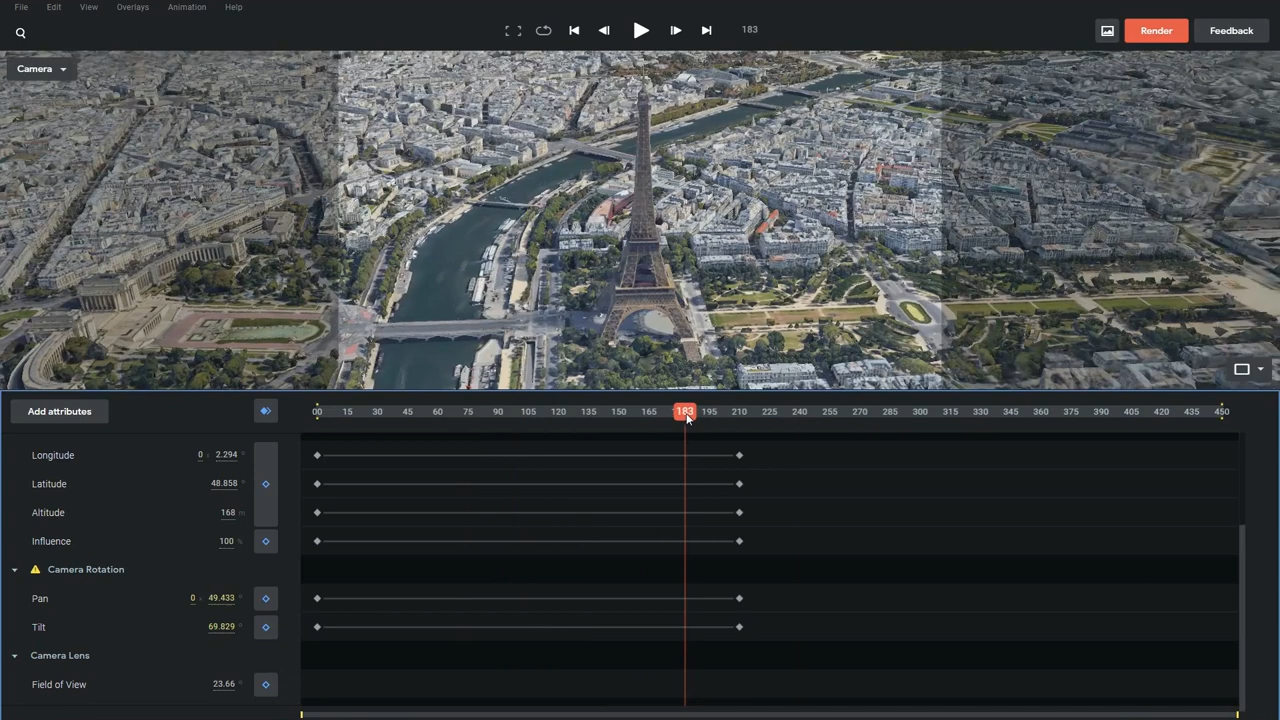 File Edit View Overlays Animation Help
183 Render Feedback
Camera
Add attributes 00 15 30 45 60 75 90 105 120 135 150 165 183 195 210 225 240 255 270 285 300 315 330 345 360 375 390 405 420 435 450
Longitude 0 x 2.294 °
Latitude 48.858 °
Altitude 168 m
Influence 100 %
Camera Rotation
Pan 0 x 49.433 °
Tilt 69.829 °
Camera Lens
Field of View 23.66 °